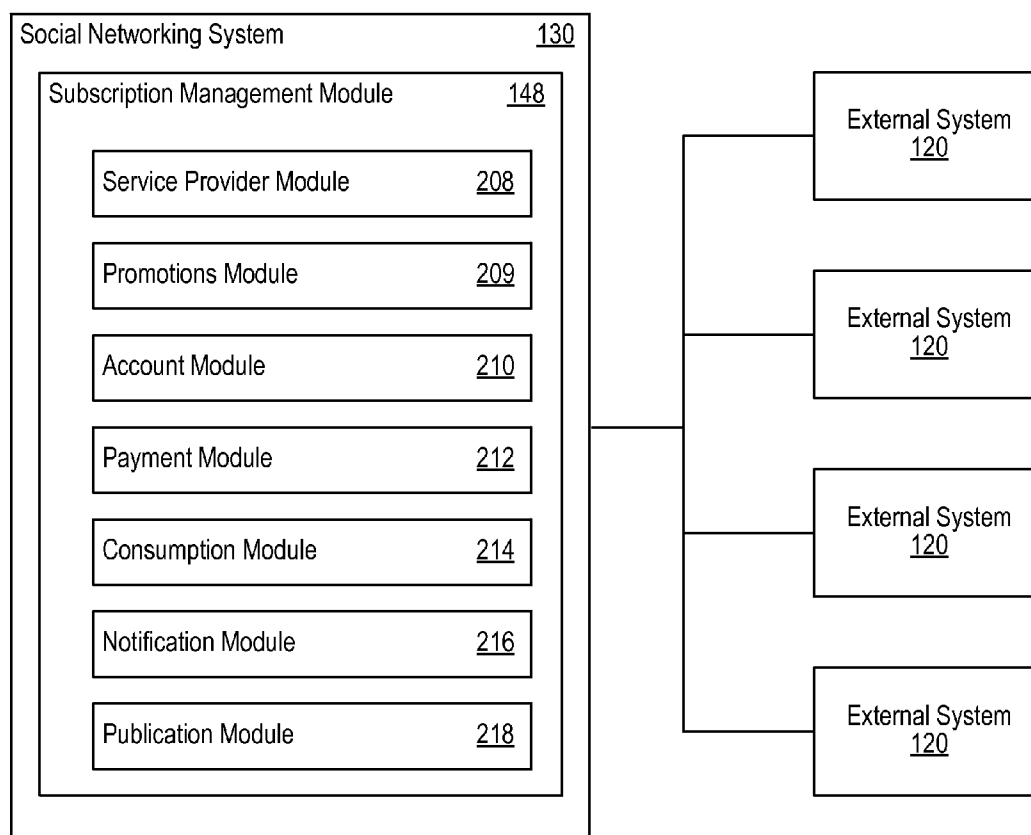 Social Networking System 130
Subscription Management Module 148
Service Provider Module 208
Promotions Module 209
Account Module 210
Payment Module 212
Consumption Module 214
Notification Module 216
Publication Module 218
External System
120
External System
120
External System
120
External System
120